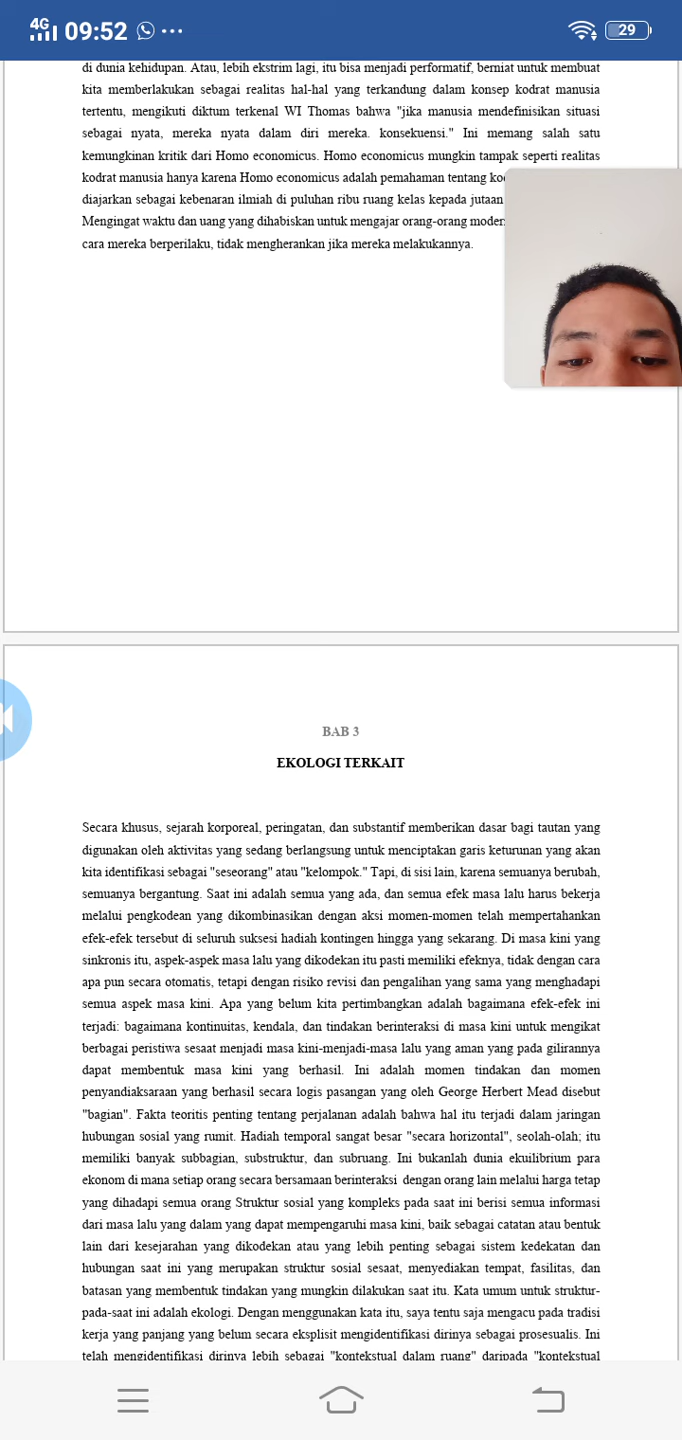 4G 09:52 29
di dunia kehidupan. Atau, lebih ekstrim lagi, itu bisa menjadi performatif, berniat untuk membuat
kita memberlakukan sebagai realitas hal-hal yang terkandung dalam konsep kodrat manusia
tertentu, mengikuti diktum terkenal WI Thomas bahwa "jika manusia mendefinisikan situasi
sebagai nyata, mereka nyata dalam diri mereka. konsekuensi." Ini memang salah satu
kemungkinan kritik dari Homo economicus. Homo economicus mungkin tampak seperti realitas
kodrat manusia hanya karena Homo economicus adalah pemahaman tentang
diajarkan sebagai kebenaran ilmiah di puluhan ribu ruang kelas kepada jutaan
Mengingat waktu dan uang yang dihabiskan untuk mengajar orang-orang
cara mereka berperilaku, tidak mengherankan jika mereka melakukannya.
BAB 3
EKOLOGI TERKAIT
Secara khusus, sejarah korporeal, peringatan, dan substantif memberikan dasar bagi tautan yang
digunakan oleh aktivitas yang sedang berlangsung untuk menciptakan garis keturunan yang akan
kita identifikasi sebagai "seseorang" atau "kelompok." Tapi, di sisi lain, karena semuanya berubah,
semuanya bergantung. Saat ini adalah semua yang ada, dan semua efek masa lalu harus bekerja
melalui pengkodean yang dikombinasikan dengan aksi momen-momen telah mempertahankan
efek-efek tersebut di seluruh suksesi hadiah kontingen hingga yang sekarang. Di masa kini yang
sinkronis itu, aspek-aspek masa lalu yang dikodekan itu pasti memiliki efeknya, tidak dengan cara
apa pun secara otomatis, tetapi dengan risiko revisi dan pengalihan yang sama yang menghadapi
semua aspek masa kini. Apa yang belum kita pertimbangkan adalah bagaimana efek-efek ini
terjadi: bagaimana kontinuitas, kendala, dan tindakan berinteraksi di masa kini untuk mengikat
berbagai peristiwa sesaat menjadi masa kini-menjadi-masa lalu yang aman yang pada gilirannya
dapat membentuk masa kini yang berhasil. Ini adalah momen tindakan dan momen
penyandiaksaraan yang berhasil secara logis pasangan yang oleh George Herbert Mead disebut
"bagian". Fakta teoritis penting tentang perjalanan adalah bahwa hal itu terjadi dalam jaringan
hubungan sosial yang rumit. Hadiah temporal sangat besar "secara horizontal", seolah-olah; itu
memiliki banyak subbagian, substruktur, dan subruang. Ini bukanlah dunia ekuilibrium para
ekonom di mana setiap orang secara bersamaan berinteraksi dengan orang lain melalui harga tetap
yang dihadapi semua orang Struktur sosial yang kompleks pada saat ini berisi semua informasi
dari masa lalu yang dalam yang dapat mempengaruhi masa kini, baik sebagai catatan atau bentuk
lain dari kesejarahan yang dikodekan atau yang lebih penting sebagai sistem kedekatan dan
hubungan saat ini yang merupakan struktur sosial sesaat, menyediakan tempat, fasilitas, dan
batasan yang membentuk tindakan yang mungkin dilakukan saat itu. Kata umum untuk struktur-
pada-saat ini adalah ekologi. Dengan menggunakan kata itu, saya tentu saja mengacu pada tradisi
kerja yang panjang yang belum secara eksplisit mengidentifikasi dirinya sebagai prosesualis. Ini
telah mengidentifikasi dirinya lebih sebagai "kontekstual dalam ruang" daripada "kontekstual